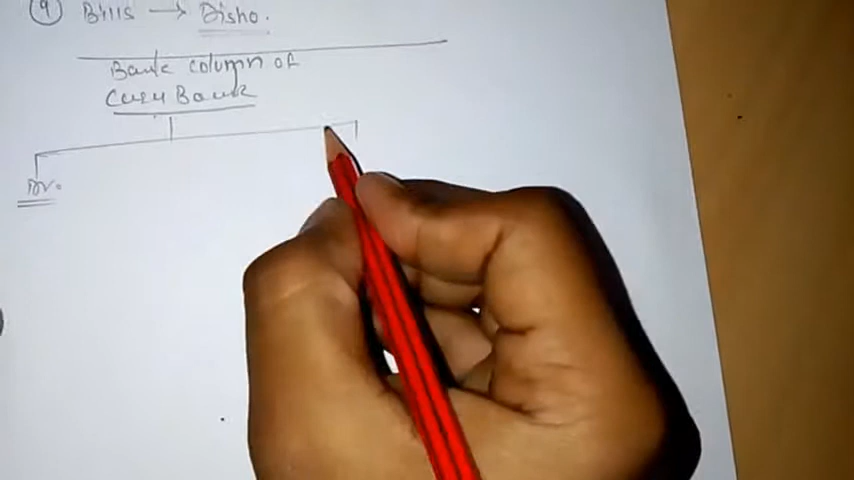 9 Bills → Disho.
Bank column of
Cash Bank
Dr.